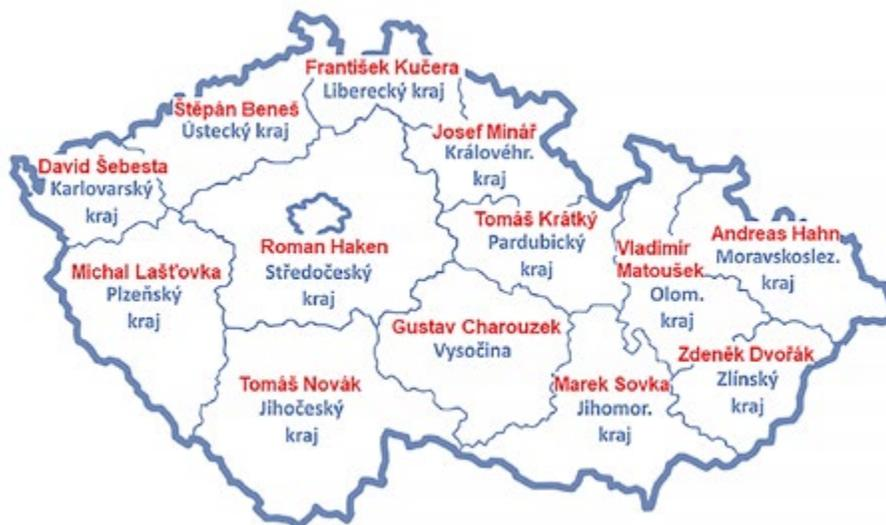 František Kučera
Liberecký kraj
Štěpán Beneš
Ústecký kraj
Josef Minář
Královéhr.
kraj
David Šebesta
Karlovarský
kraj
Tomáš Krátký
Pardubický
kraj
Vladimír
Matoušek
Olom.
kraj
Andreas Hahn
Moravskoslez.
kraj
Roman Haken
Středočeský
kraj
Michal Lašťovka
Plzeňský
kraj
Gustav Charouzek
Vysočina
Zdeněk Dvořák
Zlínský
kraj
Tomáš Novák
Jihočeský
kraj
Marek Sovka
Jihomor.
kraj